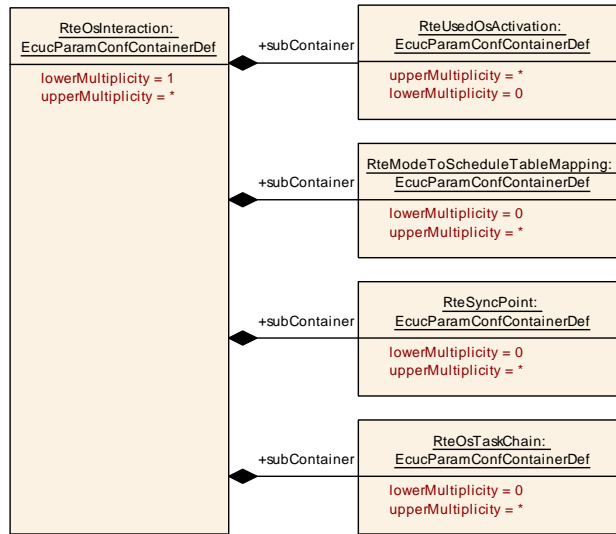 RteOsInteraction:
EcucParamConfContainerDef
lowerMultiplicity = 1
upperMultiplicity = *
+subContainer
RteUsedOsActivation:
EcucParamConfContainerDef
upperMultiplicity = *
lowerMultiplicity = 0
+subContainer
RteModeToScheduleTableMapping:
EcucParamConfContainerDef
lowerMultiplicity = 0
upperMultiplicity = *
+subContainer
RteSyncPoint:
EcucParamConfContainerDef
lowerMultiplicity = 0
upperMultiplicity = *
+subContainer
RteOsTaskChain:
EcucParamConfContainerDef
lowerMultiplicity = 0
upperMultiplicity = *